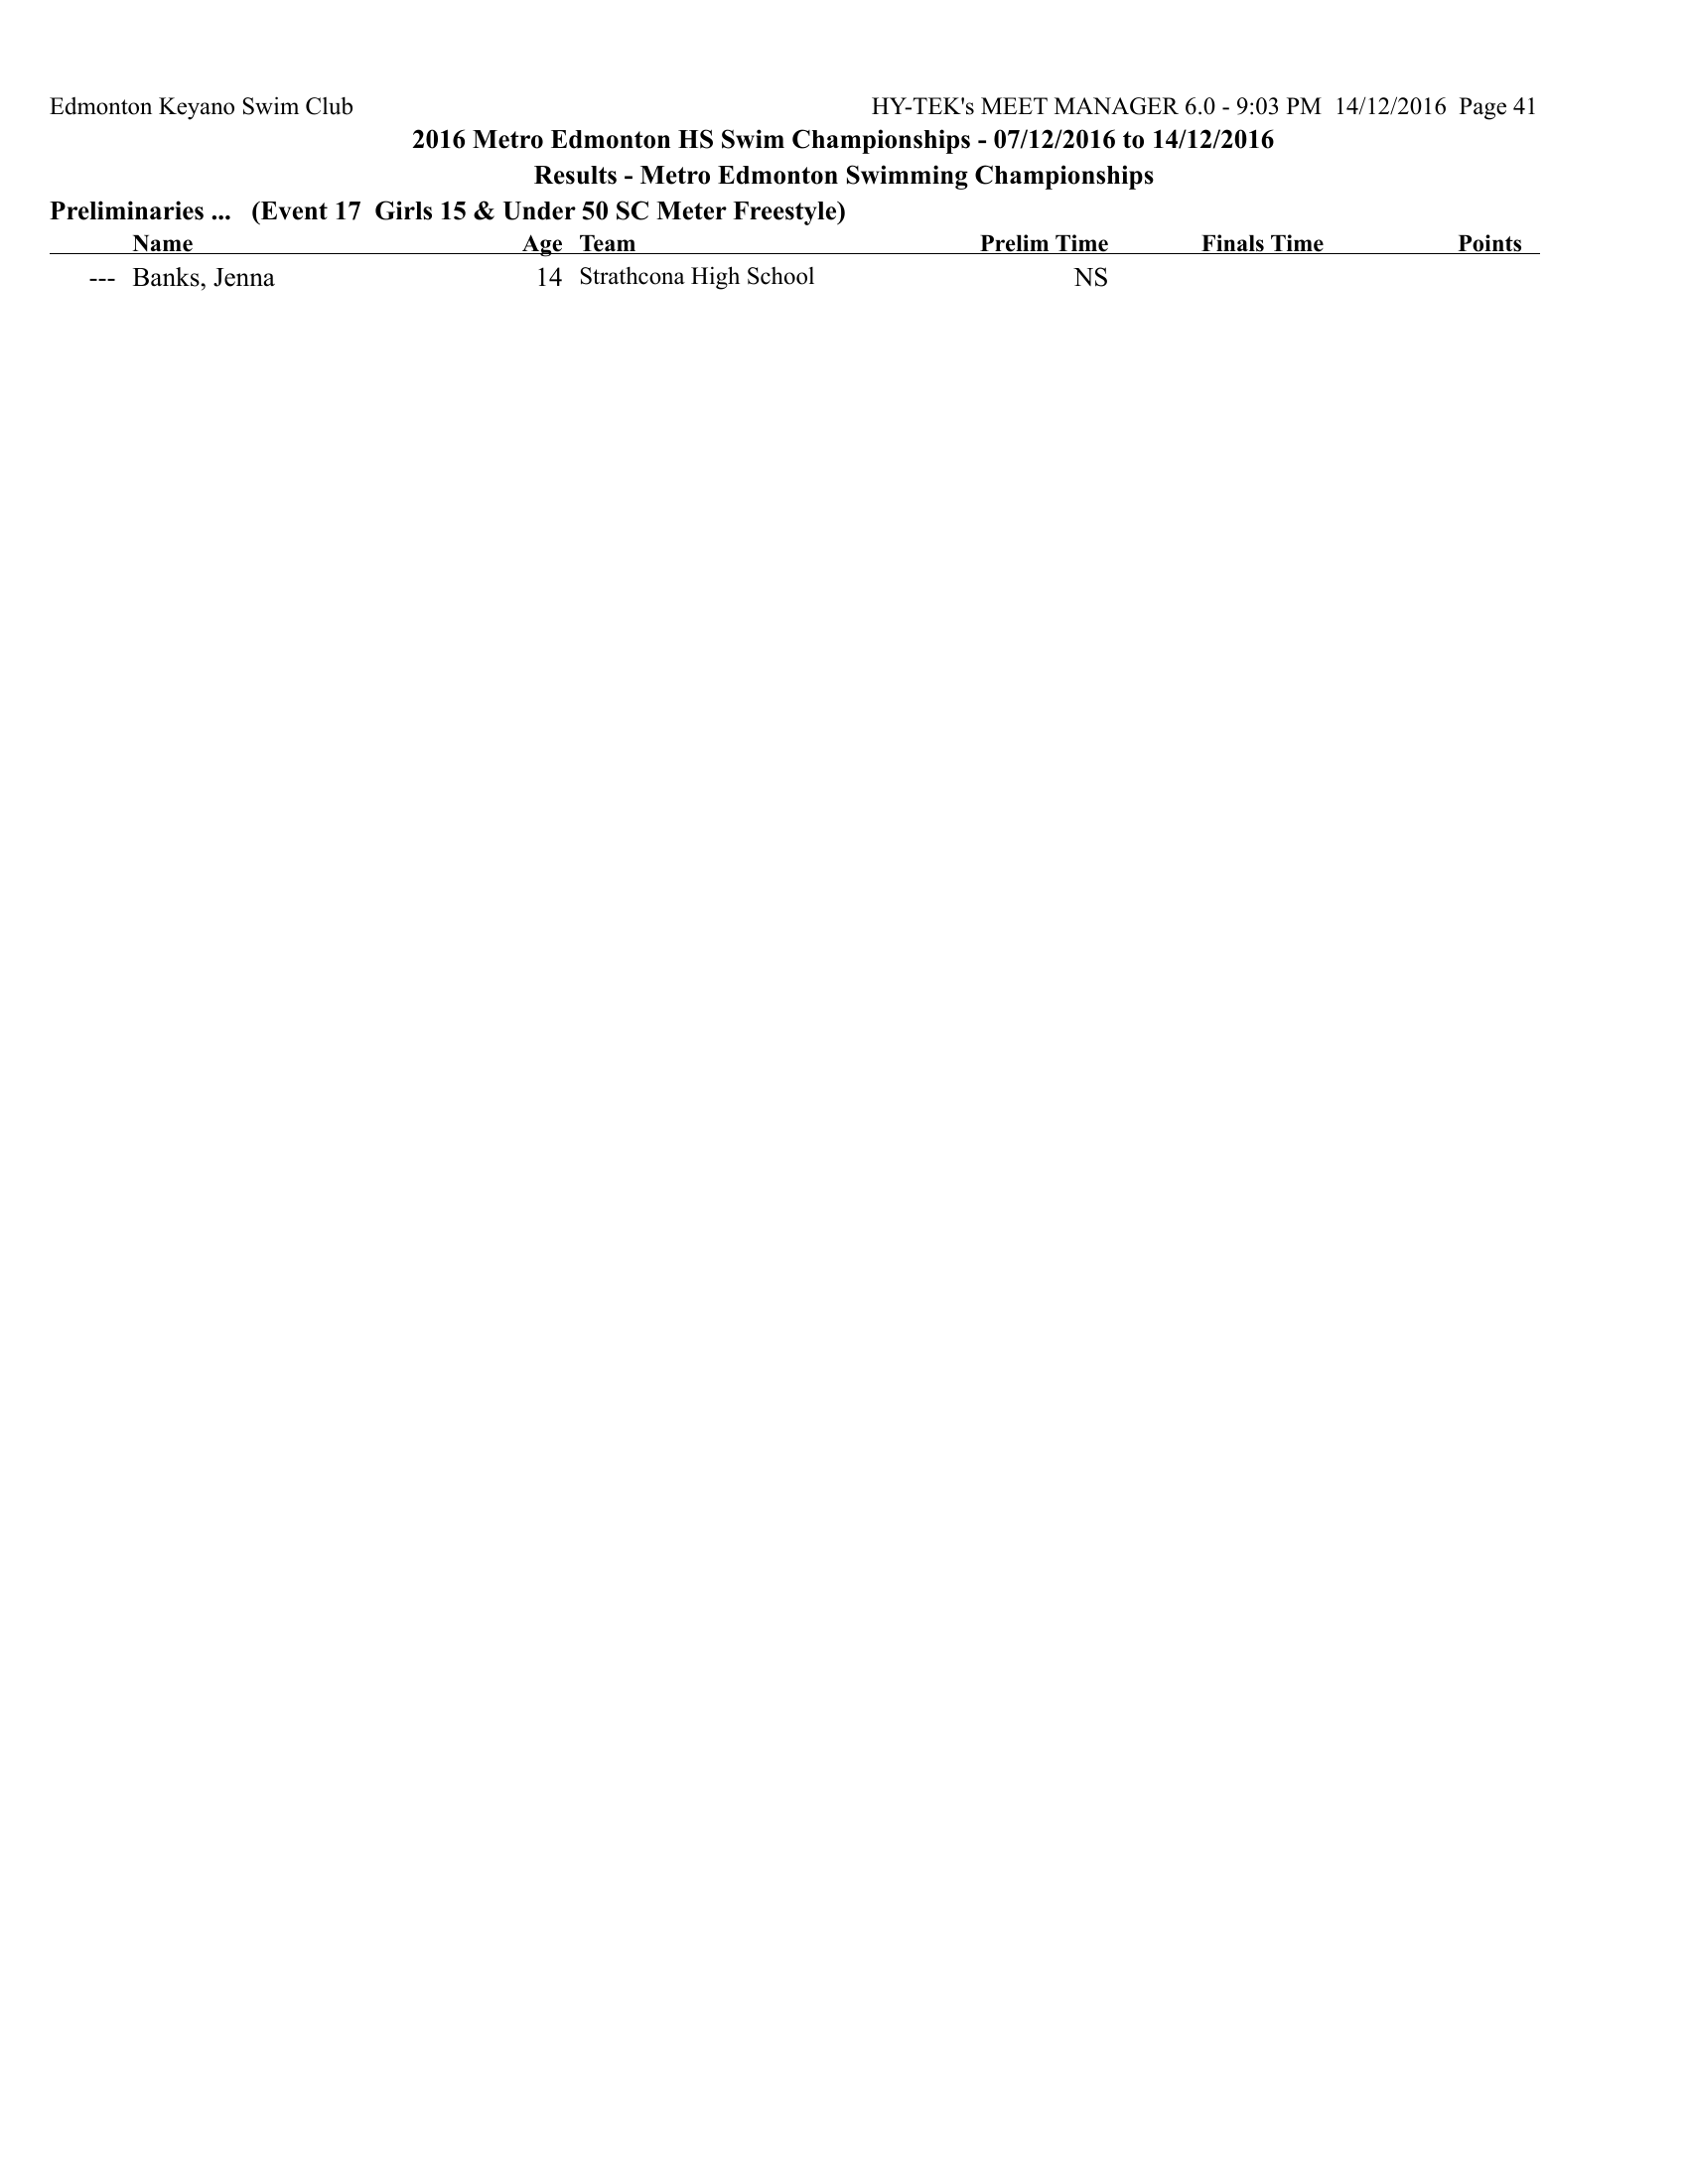 Edmonton Keyano Swim Club HY-TEK's MEET MANAGER 6.0 - 9:03 PM 14/12/2016 Page 41
2016 Metro Edmonton HS Swim Championships - 07/12/2016 to 14/12/2016
Results - Metro Edmonton Swimming Championships
Preliminaries ... (Event 17 Girls 15 & Under 50 SC Meter Freestyle)
Name Age Team Prelim Time Finals Time Points
--- Banks, Jenna 14 Strathcona High School NS